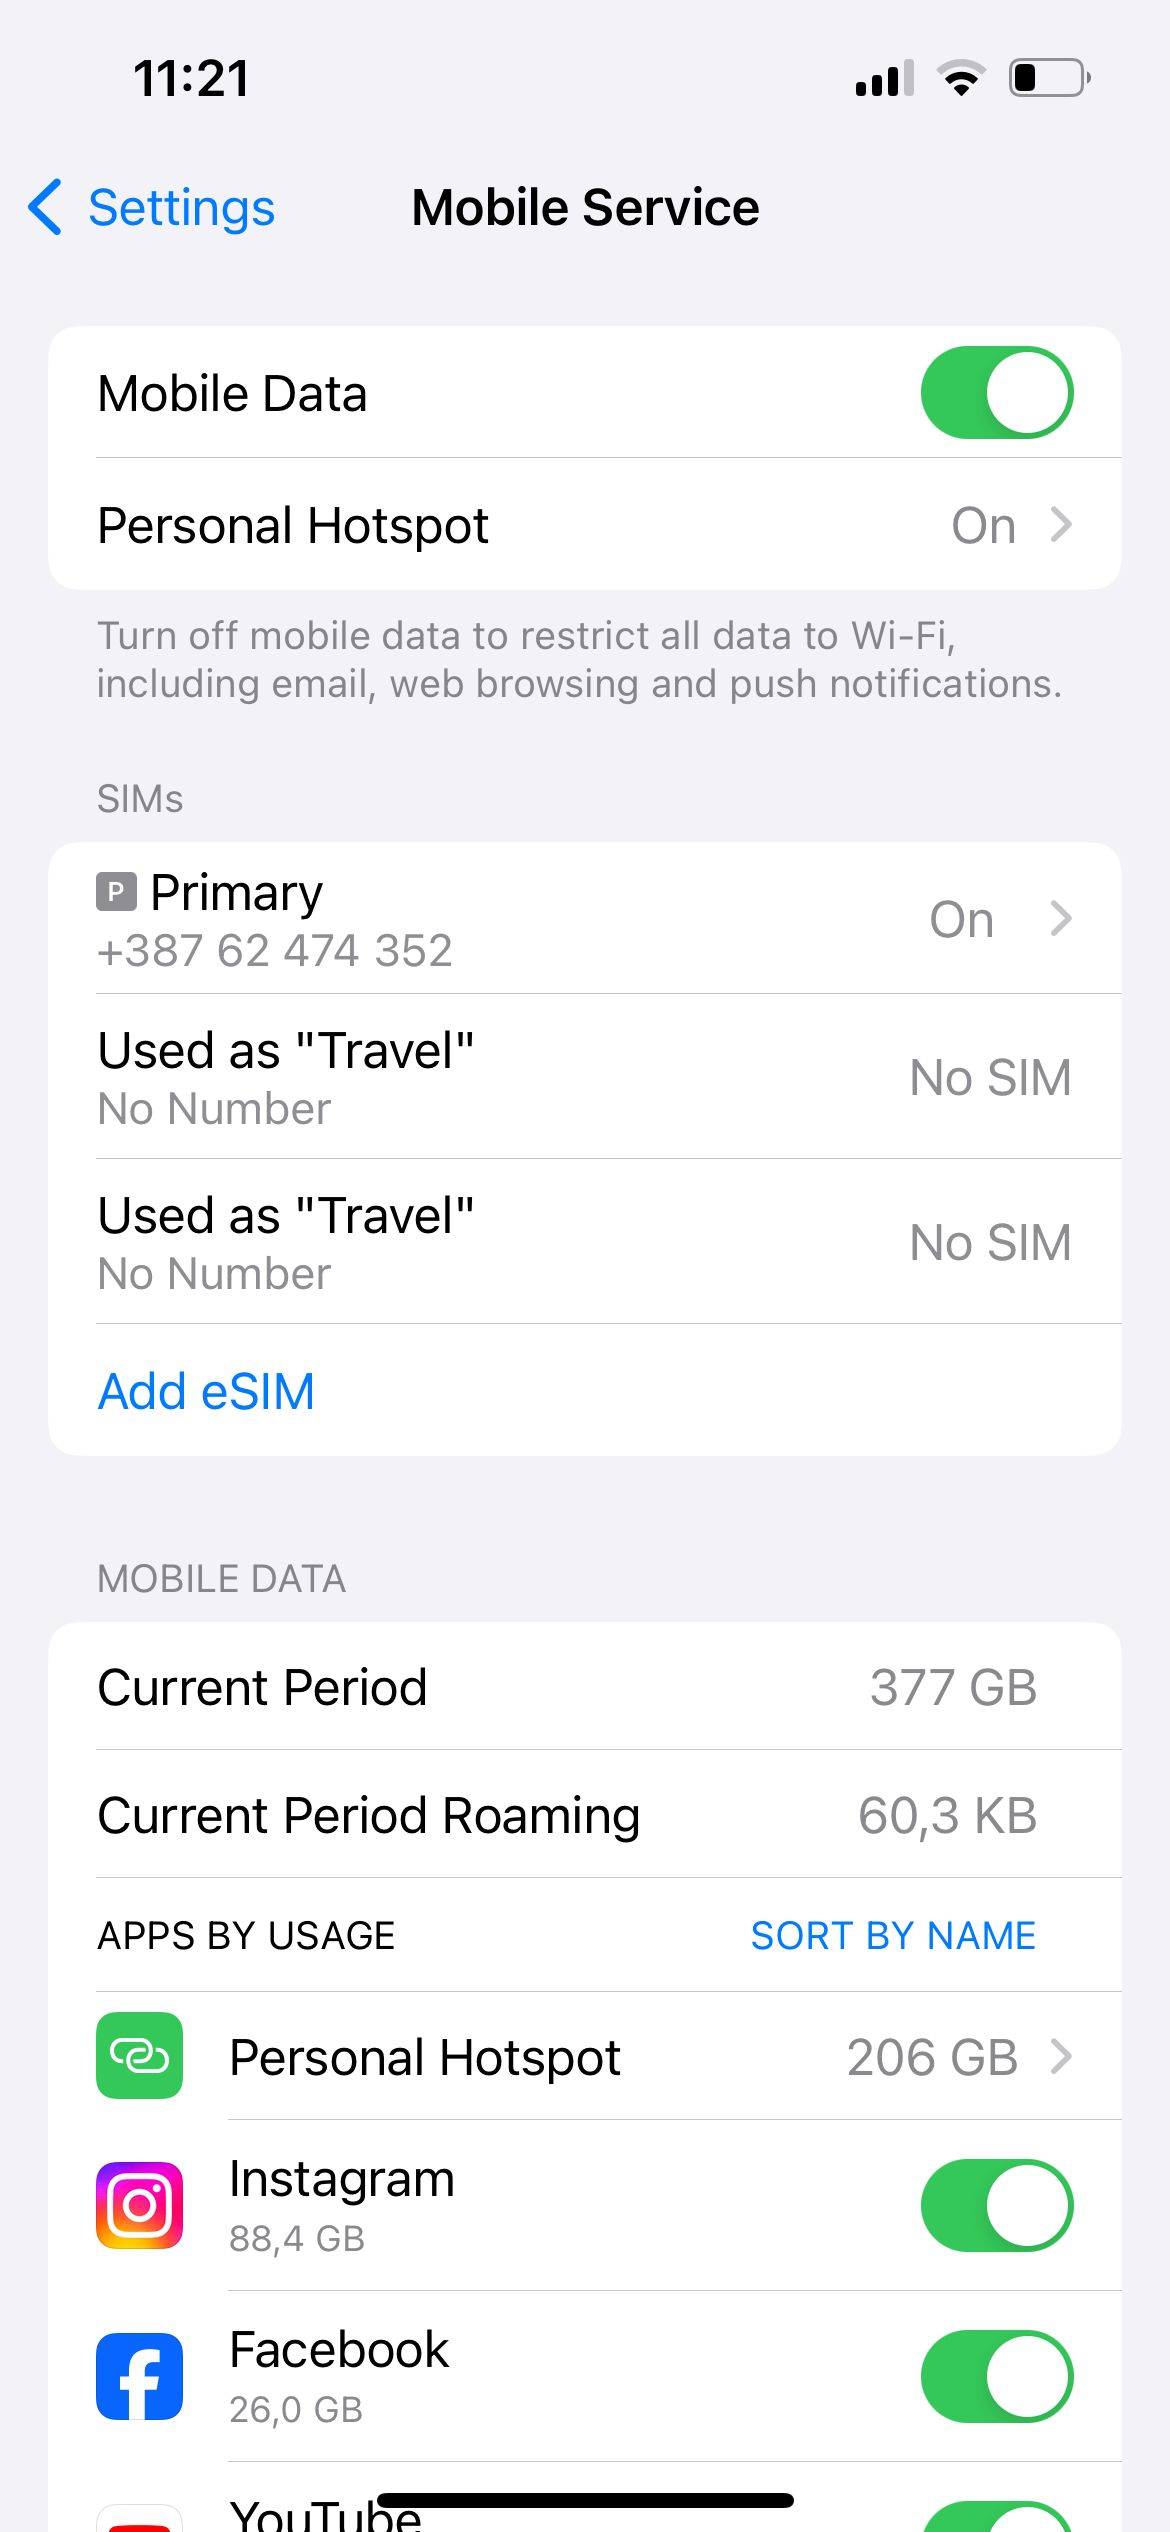 11:21
Settings
Mobile Service
Mobile Data
Personal Hotspot
On
Turn off mobile data to restrict all data to Wi-Fi,
including email, web browsing and push notifications.
SIMs
P Primary
+387 62 474 352
On
Used as "Travel"
No Number
No SIM
Used as "Travel"
No Number
No SIM
Add eSIM
MOBILE DATA
Current Period
377 GB
Current Period Roaming
60,3 KB
APPS BY USAGE
SORT BY NAME
Personal Hotspot
206 GB
Instagram
88,4 GB
Facebook
26,0 GB
YouTube